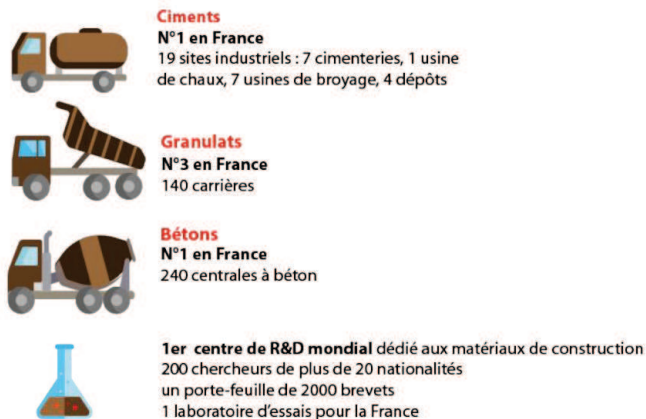 Ciments
N°1 en France
19 sites industriels : 7 cimenteries, 1 usine
de chaux, 7 usines de broyage, 4 dépôts
Granulats
N°3 en France
140 carrières
Bétons
N°1 en France
240 centrales à béton
1er centre de R&D mondial dédié aux matériaux de construction
200 chercheurs de plus de 20 nationalités
un porte-feuille de 2000 brevets
1 laboratoire d'essais pour la France